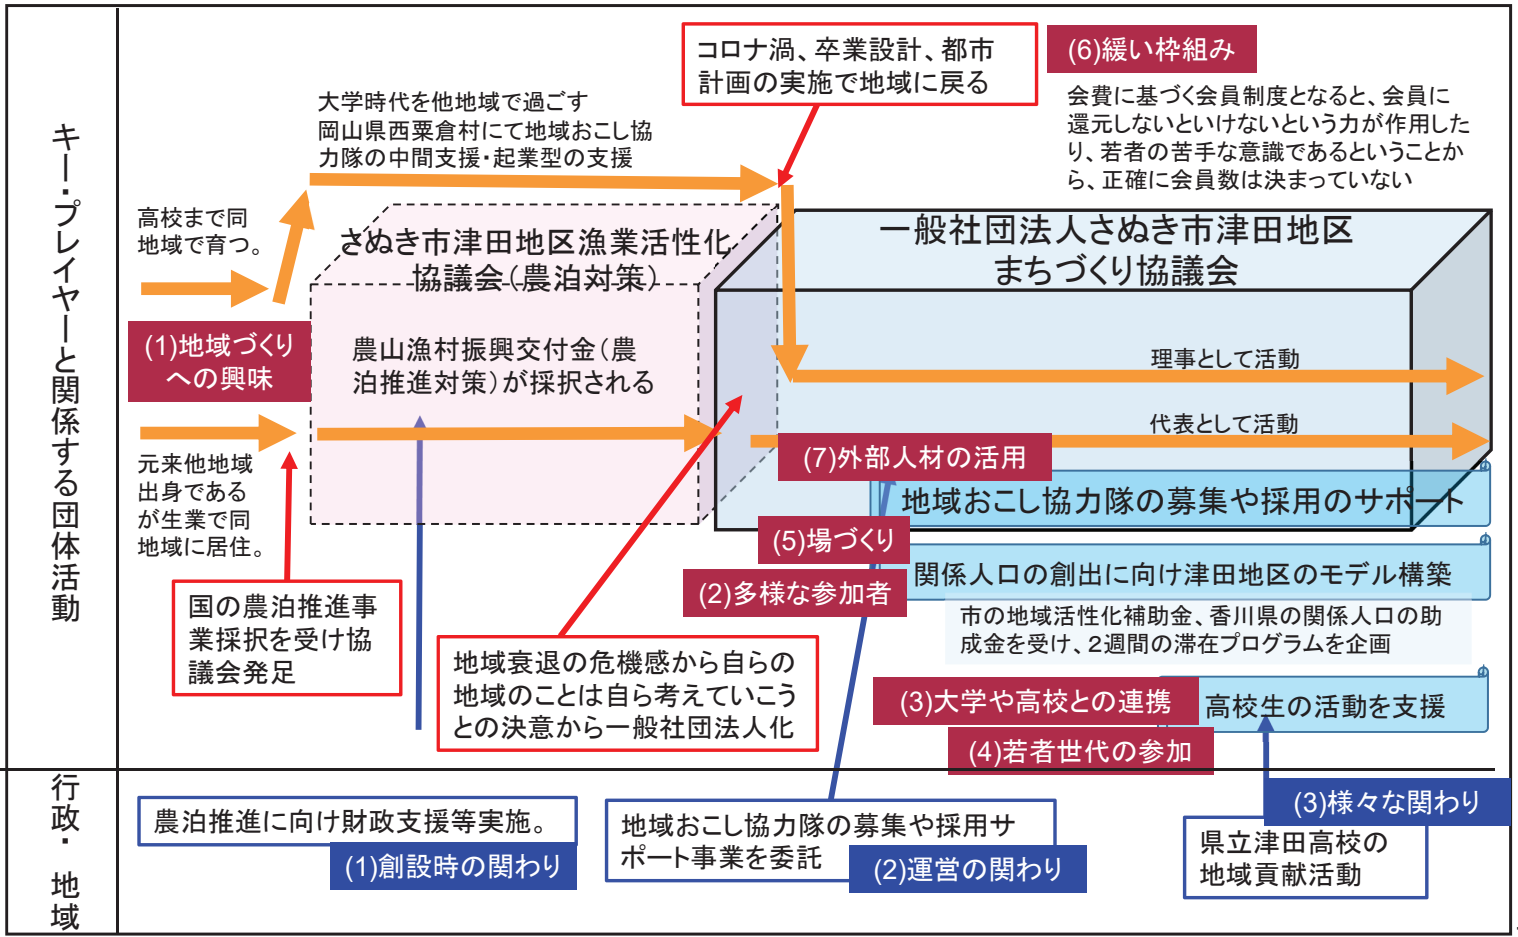 キー・プレイヤーと関係する団体活動
コロナ渦、卒業設計、都市
計画の実施で地域に戻る
(6)緩い枠組み
会費に基づく会員制度となると、会員に
還元しないといけないという力が作用した
り、若者の苦手な意識であるということか
ら、正確に会員数は決まっていない
大学時代を他地域で過ごす
岡山県西粟倉村にて地域おこし協
力隊の中間支援・起業型の支援
高校まで同
地域で育つ。
さぬき市津田地区漁業活性化
協議会（農泊対策）
一般社団法人さぬき市津田地区
まちづくり協議会
(1)地域づくり
への興味
農山漁村振興交付金（農
泊推進対策）が採択される
理事として活動
代表として活動
元来他地域
出身である
が生業で同
地域に居住。
(7)外部人材の活用
地域おこし協力隊の募集や採用のサポート
(5)場づくり
関係人口の創出に向け津田地区のモデル構築
(2)多様な参加者
市の地域活性化補助金、香川県の関係人口の助
成金を受け、２週間の滞在プログラムを企画
国の農泊推進事
業採択を受け協
議会発足
地域衰退の危機感から自らの
地域のことは自ら考えていこう
との決意から一般社団法人化
(3)大学や高校との連携
高校生の活動を支援
(4)若者世代の参加
行政・地域
農泊推進に向け財政支援等実施。
(1)創設時の関わり
地域おこし協力隊の募集や採用サ
ポート事業を委託
(2)運営の関わり
(3)様々な関わり
県立津田高校の
地域貢献活動